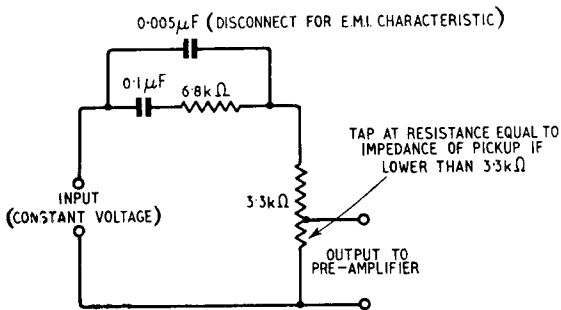 0·005μF (DISCONNECT FOR E.M.I. CHARACTERISTIC)
0·1μF
6·8kΩ
TAP AT RESISTANCE EQUAL TO
IMPEDANCE OF PICKUP IF
LOWER THAN 3·3kΩ
3·3kΩ
INPUT
(CONSTANT VOLTAGE)
OUTPUT TO
PRE-AMPLIFIER